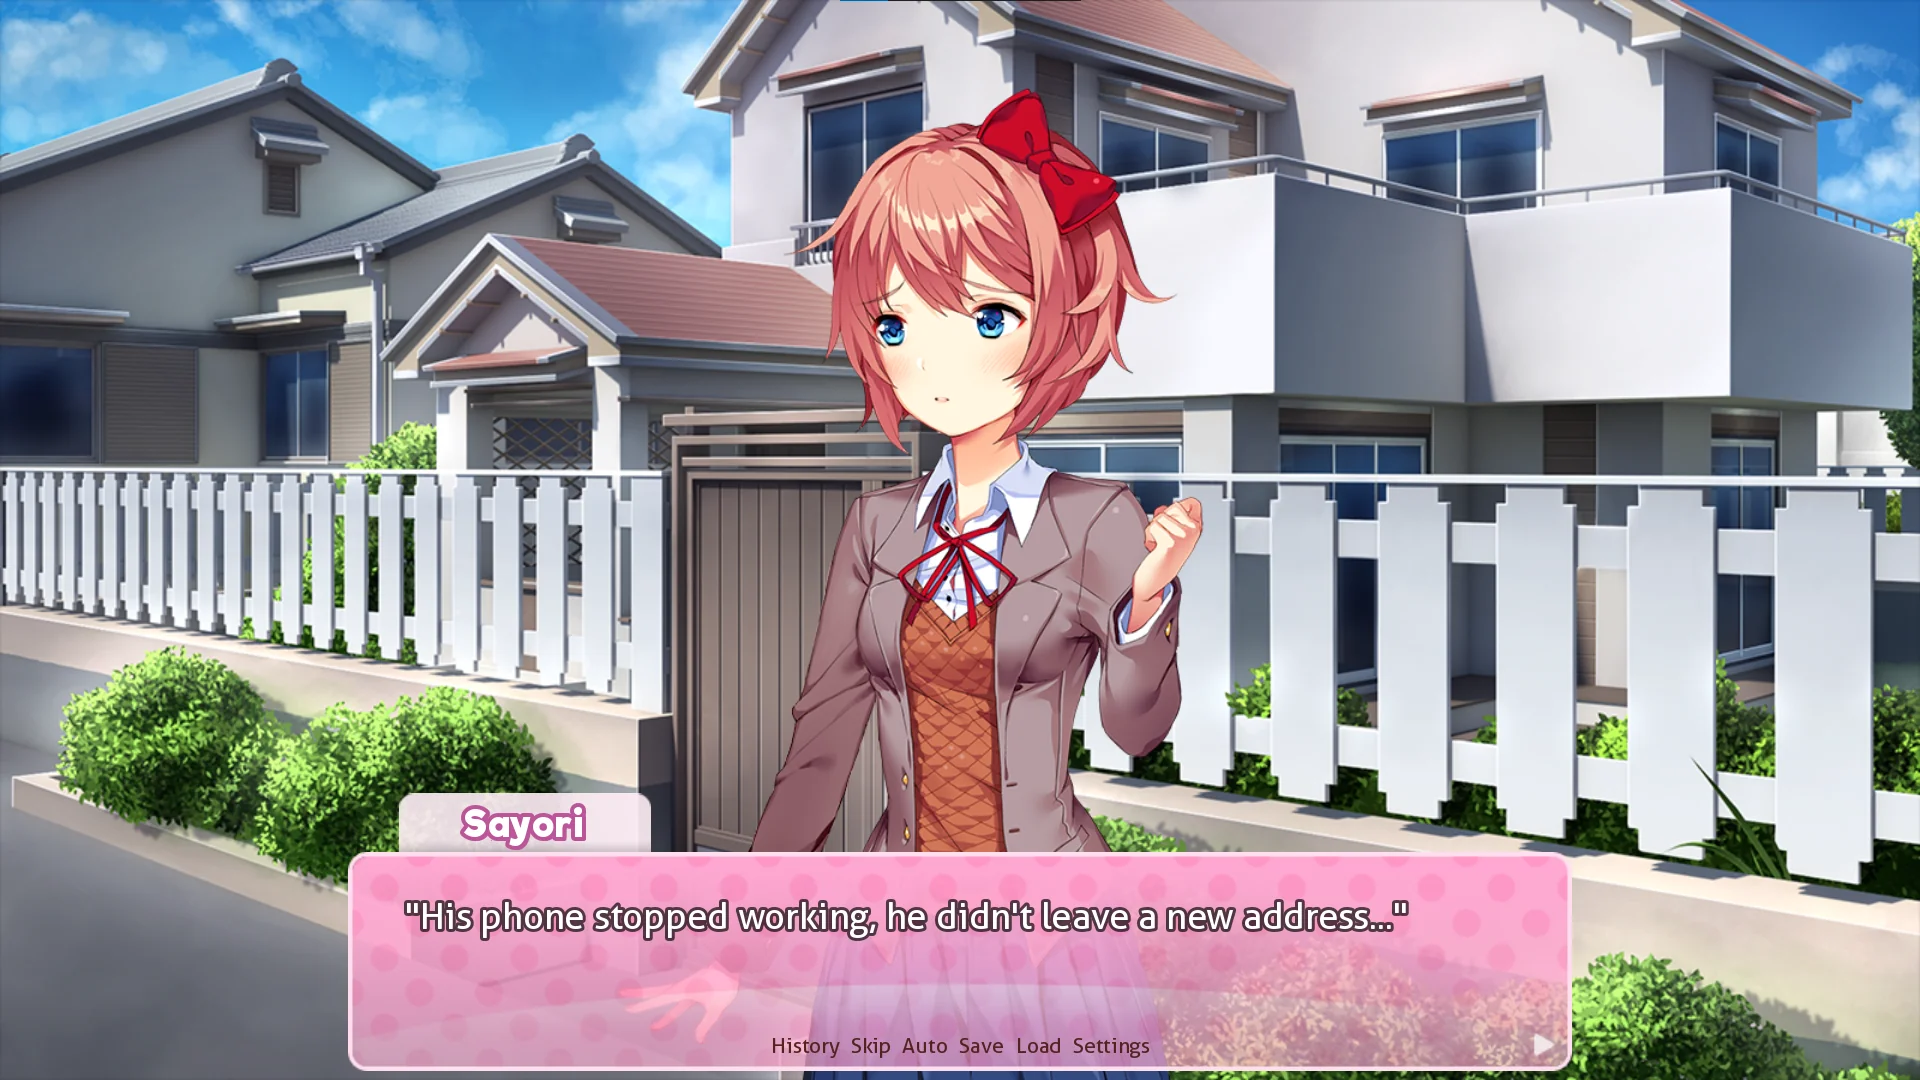 Sayori
"His phone stopped working, he didn't leave a new address..."
History Skip Auto Save Load Settings